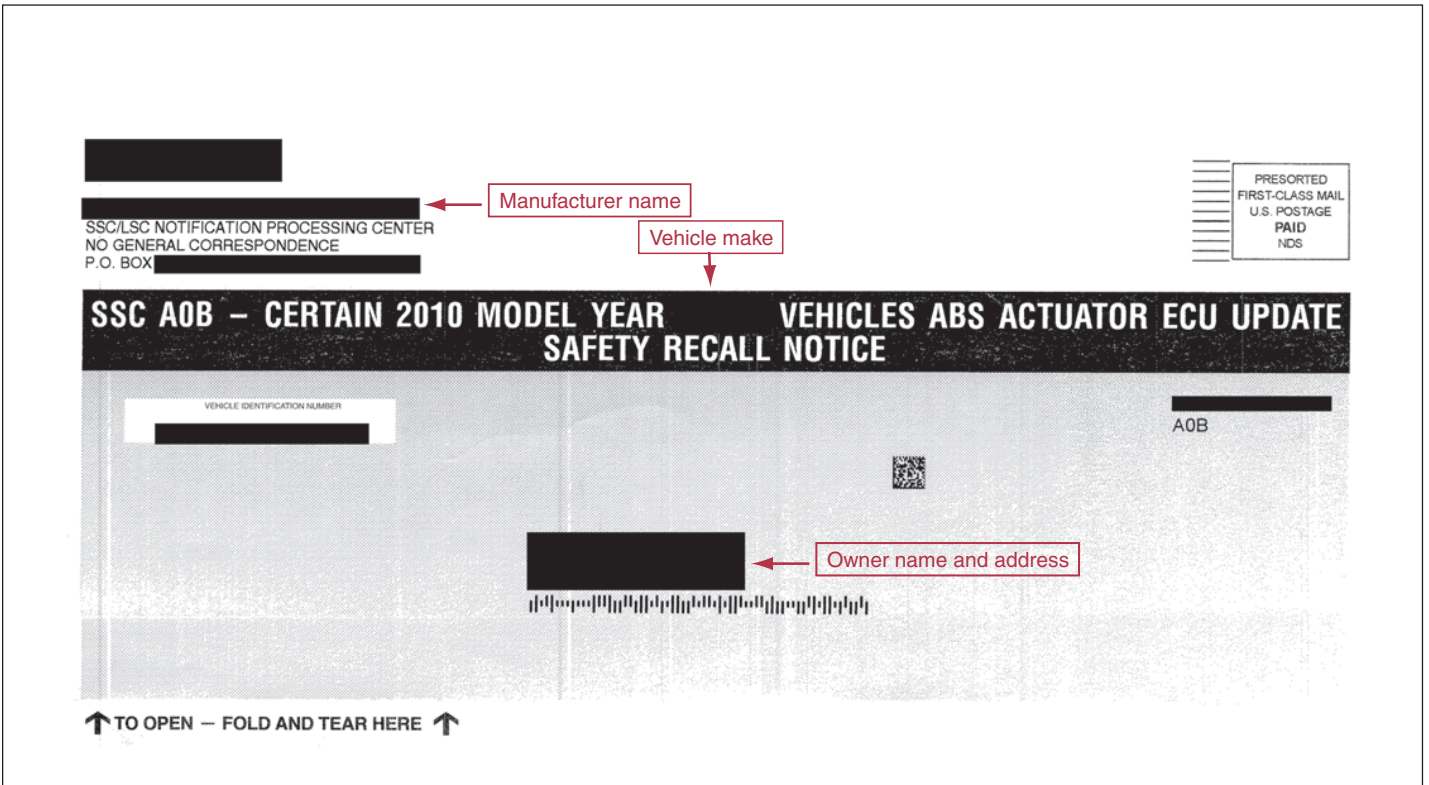 Manufacturer name
SSC/LSC NOTIFICATION PROCESSING CENTER
NO GENERAL CORRESPONDENCE
P.O. BOX
Vehicle make
PRESORTED
FIRST-CLASS MAIL
U.S. POSTAGE
PAID
NDS
SSC A0B – CERTAIN 2010 MODEL YEAR VEHICLES ABS ACTUATOR ECU UPDATE
SAFETY RECALL NOTICE
VEHICLE IDENTIFICATION NUMBER
A0B
Owner name and address
TO OPEN — FOLD AND TEAR HERE